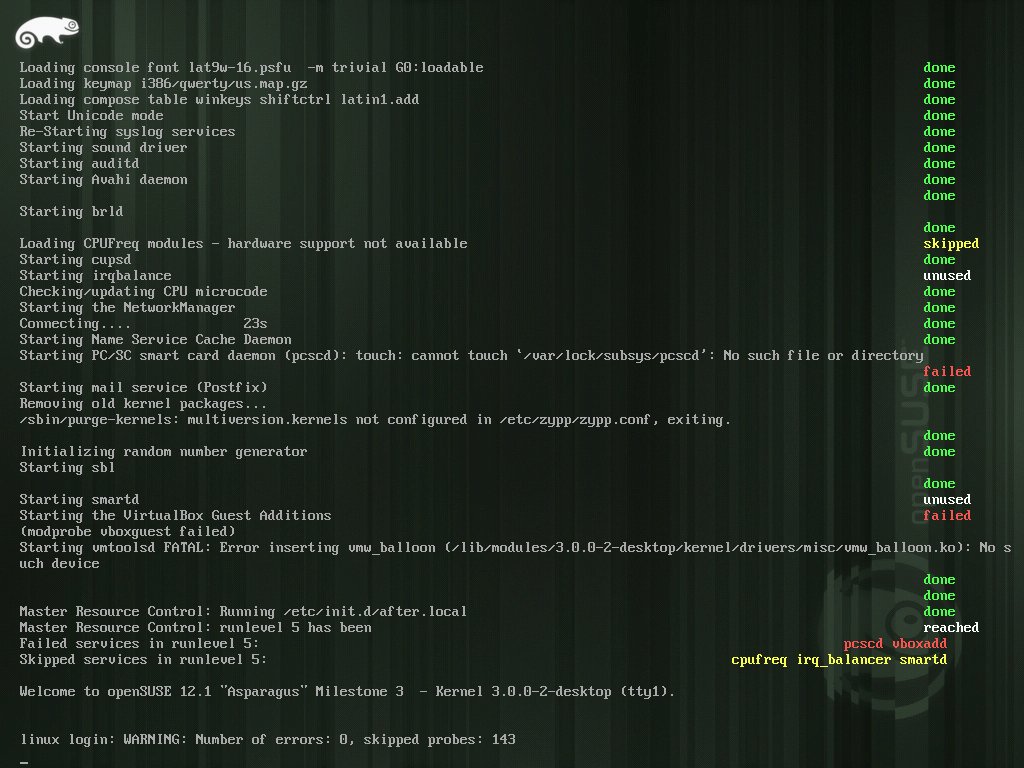 Loading console font lat9w-16.psfu  -m trivial G0:loadable done
Loading keymap i386/qwerty/us.map.gz done
Loading compose table winkeys shiftctrl latin1.add done
Start Unicode mode done
Re-Starting syslog services done
Starting sound driver done
Starting auditd done
Starting Avahi daemon done
done
Starting brld
done
Loading CPUFreq modules - hardware support not available skipped
Starting cupsd done
Starting irqbalance unused
Checking/updating CPU microcode done
Starting the NetworkManager done
Connecting.... 23s done
Starting Name Service Cache Daemon done
Starting PC/SC smart card daemon (pcscd): touch: cannot touch `/var/lock/subsys/pcscd': No such file or directory
failed
Starting mail service (Postfix) done
Removing old kernel packages...
/sbin/purge-kernels: multiversion.kernels not configured in /etc/zypp/zypp.conf, exiting.
done
Initializing random number generator done
Starting sbl
done
Starting smartd unused
Starting the VirtualBox Guest Additions failed
(modprobe vboxguest failed)
Starting vmtoolsd FATAL: Error inserting vmw_balloon (/lib/modules/3.0.0-2-desktop/kernel/drivers/misc/vmw_balloon.ko): No s
uch device
done
done
Master Resource Control: Running /etc/init.d/after.local done
Master Resource Control: runlevel 5 has been reached
Failed services in runlevel 5: pcscd vboxadd
Skipped services in runlevel 5: cpufreq irq_balancer smartd
Welcome to openSUSE 12.1 "Asparagus" Milestone 3  - Kernel 3.0.0-2-desktop (tty1).
linux login: WARNING: Number of errors: 0, skipped probes: 143
_
openSUSE™